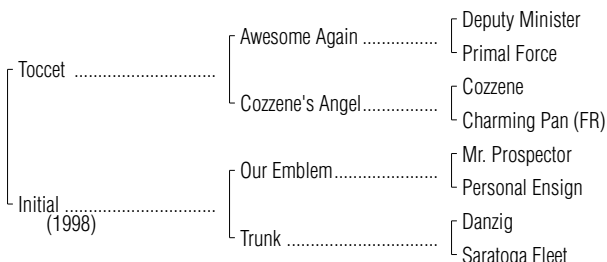 Deputy Minister
Awesome Again ................
Primal Force
Toccet .............................
Cozzene
Cozzene's Angel................
Charming Pan (FR)
Mr. Prospector
Our Emblem......................
Personal Ensign
Initial ...............................
(1998)
Danzig
Trunk ................................
Saratoga Fleet